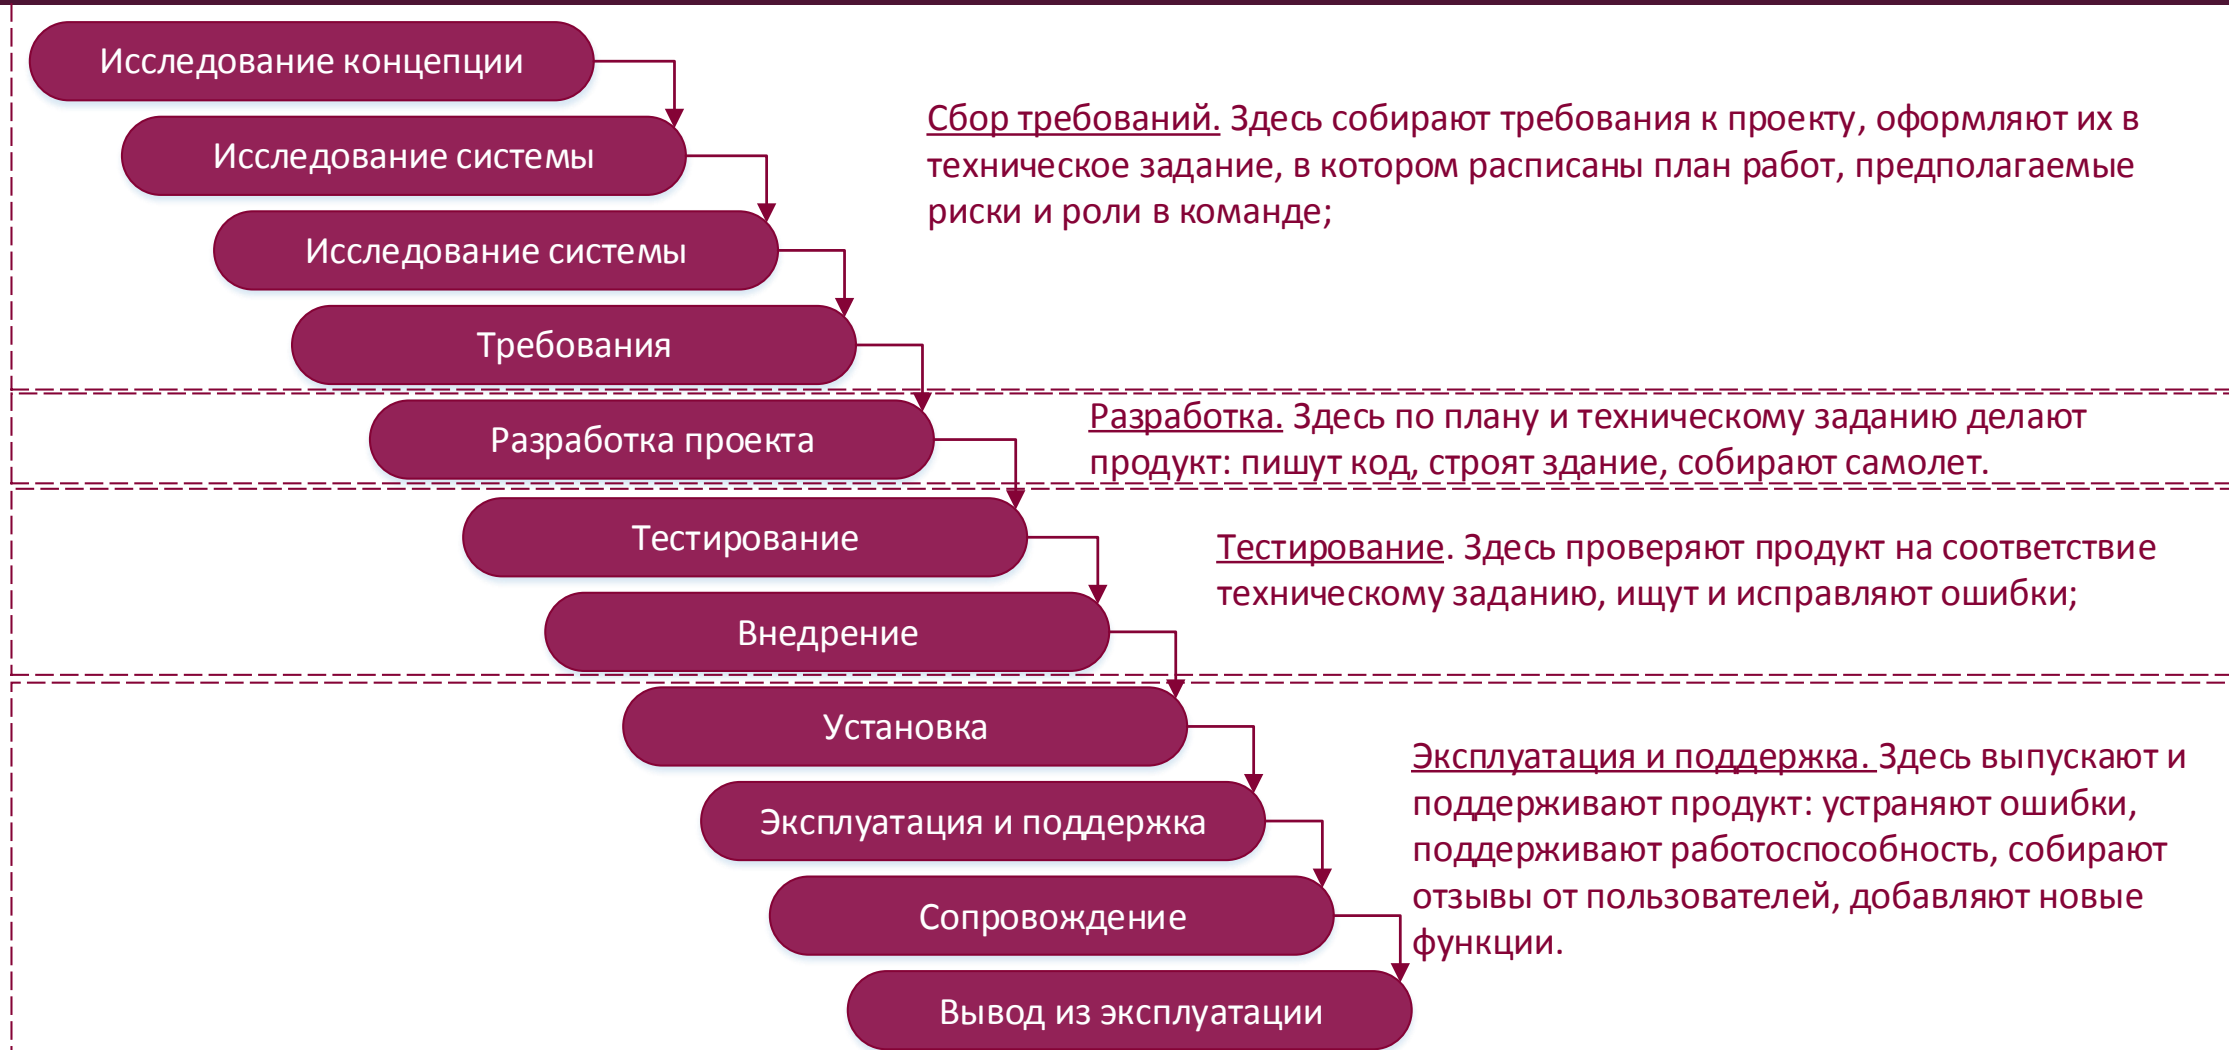 Исследование концепции
Исследование системы
Исследование системы
Требования
Сбор требований. Здесь собирают требования к проекту, оформляют их в
техническое задание, в котором расписаны план работ, предполагаемые
риски и роли в команде;
Разработка проекта
Разработка. Здесь по плану и техническому заданию делают
продукт: пишут код, строят здание, собирают самолет.
Тестирование
Внедрение
Тестирование. Здесь проверяют продукт на соответствие
техническому заданию, ищут и исправляют ошибки;
Установка
Эксплуатация и поддержка
Сопровождение
Вывод из эксплуатации
Эксплуатация и поддержка. Здесь выпускают и
поддерживают продукт: устраняют ошибки,
поддерживают работоспособность, собирают
отзывы от пользователей, добавляют новые
функции.